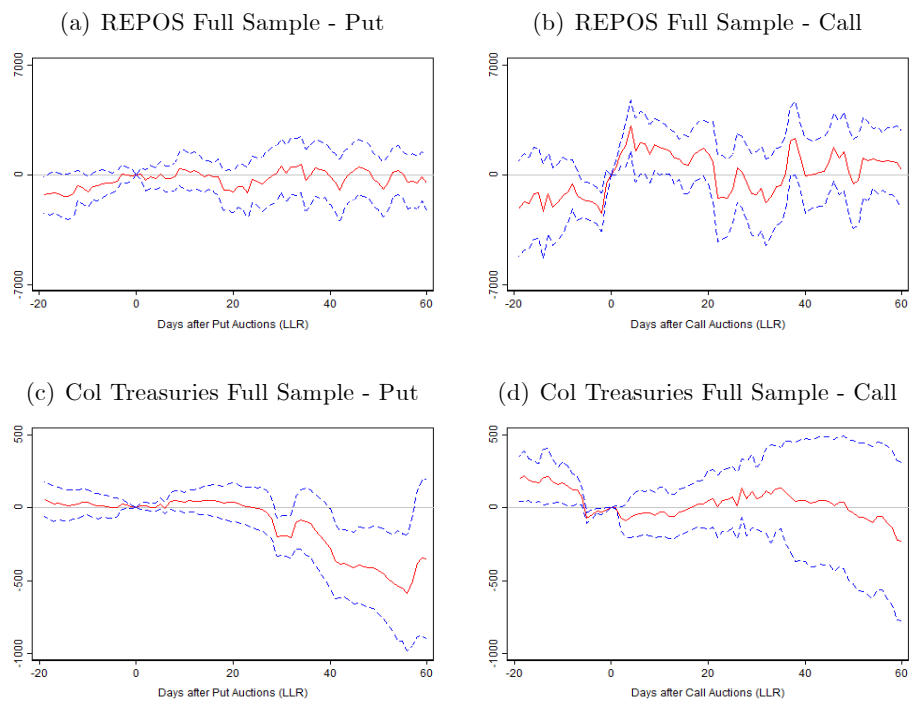 (a) REPOS Full Sample - Put
7000
0
-7000
-20 0 20 40 60
Days after Put Auctions (LLR)
(b) REPOS Full Sample - Call
7000
0
-7000
-20 0 20 40 60
Days after Call Auctions (LLR)
(c) Col Treasuries Full Sample - Put
500
0
-500
-1000
-20 0 20 40 60
Days after Put Auctions (LLR)
(d) Col Treasuries Full Sample - Call
500
0
-500
-1000
-20 0 20 40 60
Days after Call Auctions (LLR)